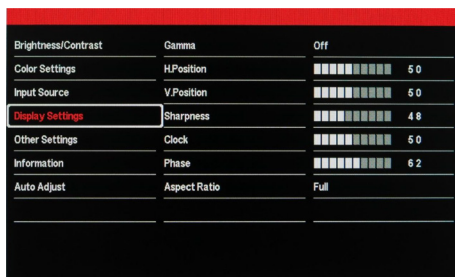 Brightness/Contrast Gamma Off
Color Settings H.Position 50
Input Source V.Position 50
Display Settings Sharpness 48
Other Settings Clock 50
Information Phase 62
Auto Adjust Aspect Ratio Full